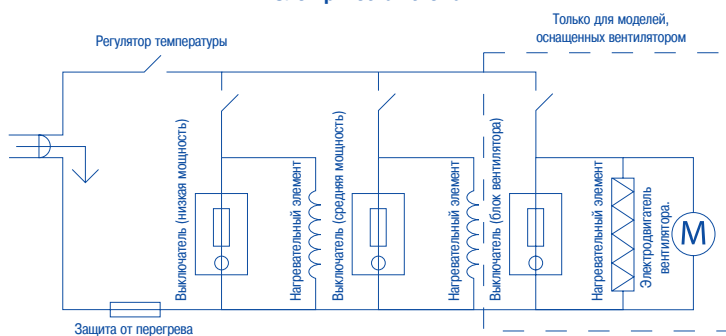 Только для моделей,
оснащенных вентилятором
Регулятор температуры
Выключатель (низкая мощность)
Нагревательный элемент
Выключатель (средняя мощность)
Нагревательный элемент
Выключатель (блок вентилятора)
Нагревательный элемент
Электродвигатель
вентилятора.
M
Защита от перегрева